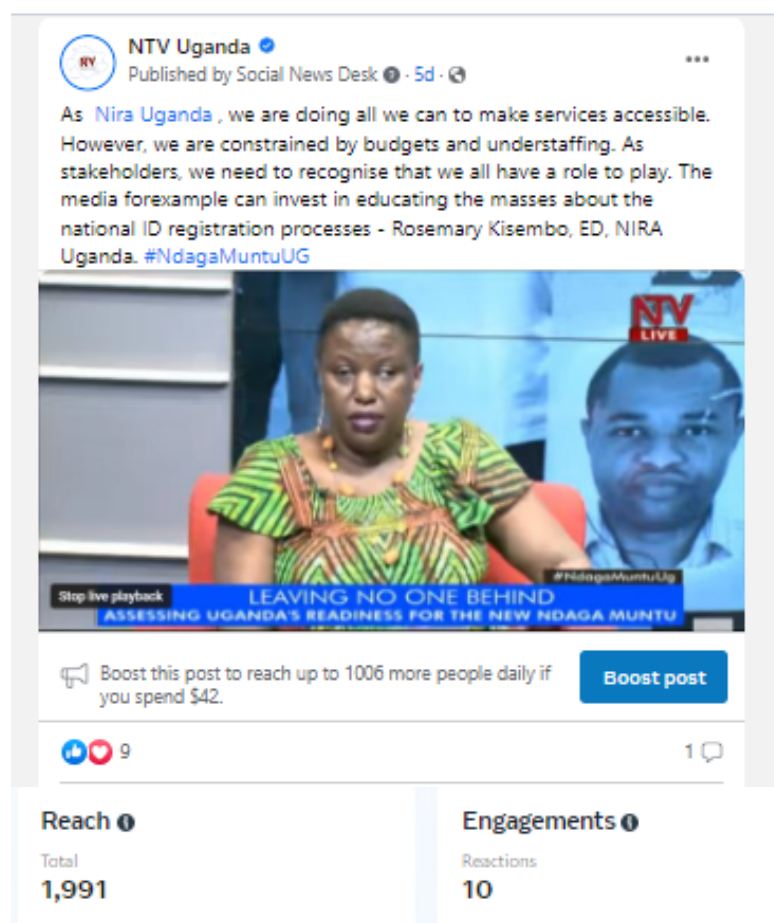 NTV Uganda
Published by Social News Desk · 5d ·
As Nira Uganda , we are doing all we can to make services accessible.
However, we are constrained by budgets and understaffing. As
stakeholders, we need to recognise that we all have a role to play. The
media forexample can invest in educating the masses about the
national ID registration processes - Rosemary Kisembo, ED, NIRA
Uganda. #NdagaMuntuUG
NTV
LIVE
#NdagaMuntuUg
Stop live playback
LEAVING NO ONE BEHIND
ASSESSING UGANDA'S READINESS FOR THE NEW NDAGA MUNTU
Boost this post to reach up to 1006 more people daily if
you spend $42.
Boost post
9
1
Reach
Engagements
Total
Reactions
1,991
10